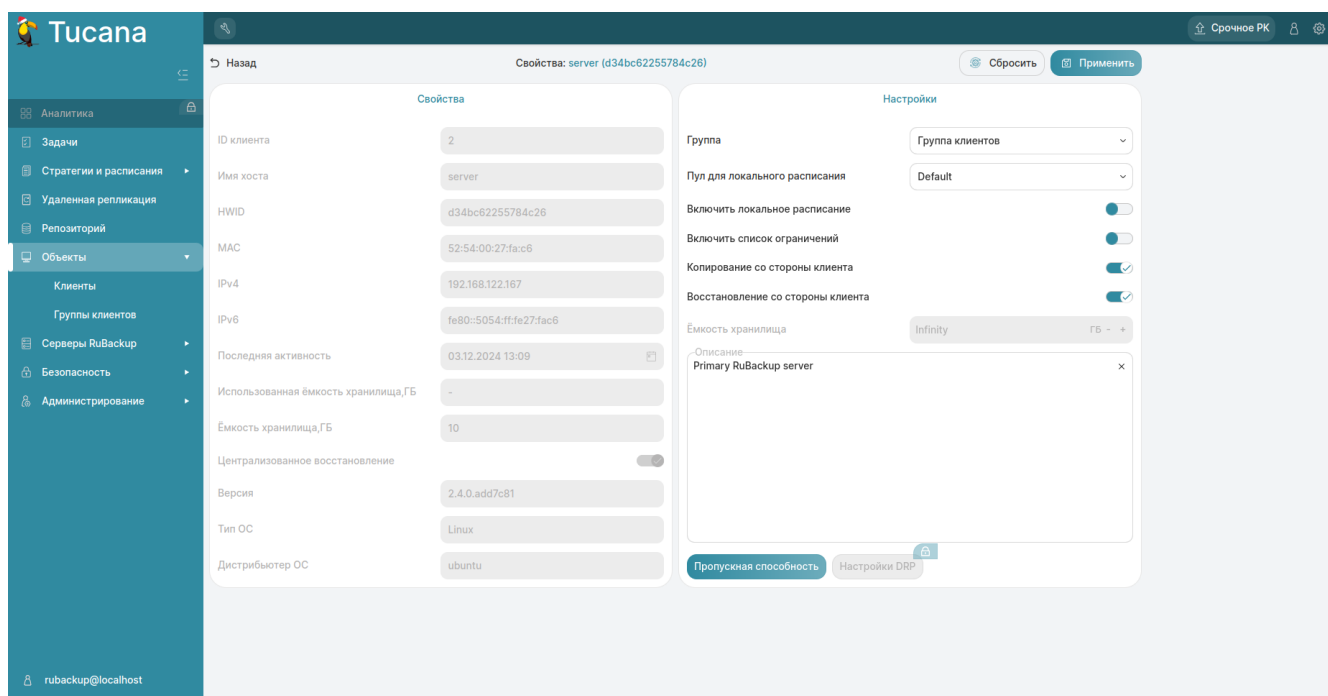 Tucana
Срочное РК
Назад
Свойства: server (d34bc62255784c26)
Сбросить
Применить
Аналитика
Задачи
Стратегии и расписания
Удаленная репликация
Репозиторий
Объекты
Клиенты
Группы клиентов
Серверы RuBackup
Безопасность
Администрирование
rubackup@localhost
Свойства
ID клиента 2
Имя хоста server
HWID d34bc62255784c26
MAC 52:54:00:27:fa:c6
IPv4 192.168.122.167
IPv6 fe80::5054:ff:fe27:fac6
Последняя активность 03.12.2024 13:09
Использованная ёмкость хранилища,ГБ -
Ёмкость хранилища,ГБ 10
Централизованное восстановление
Версия 2.4.0.add7c81
Тип ОС Linux
Дистрибьютер ОС ubuntu
Настройки
Группа Группа клиентов
Пул для локального расписания Default
Включить локальное расписание
Включить список ограничений
Копирование со стороны клиента
Восстановление со стороны клиента
Ёмкость хранилища Infinity ГБ - +
Описание
Primary RuBackup server
Пропускная способность
Настройки DRP